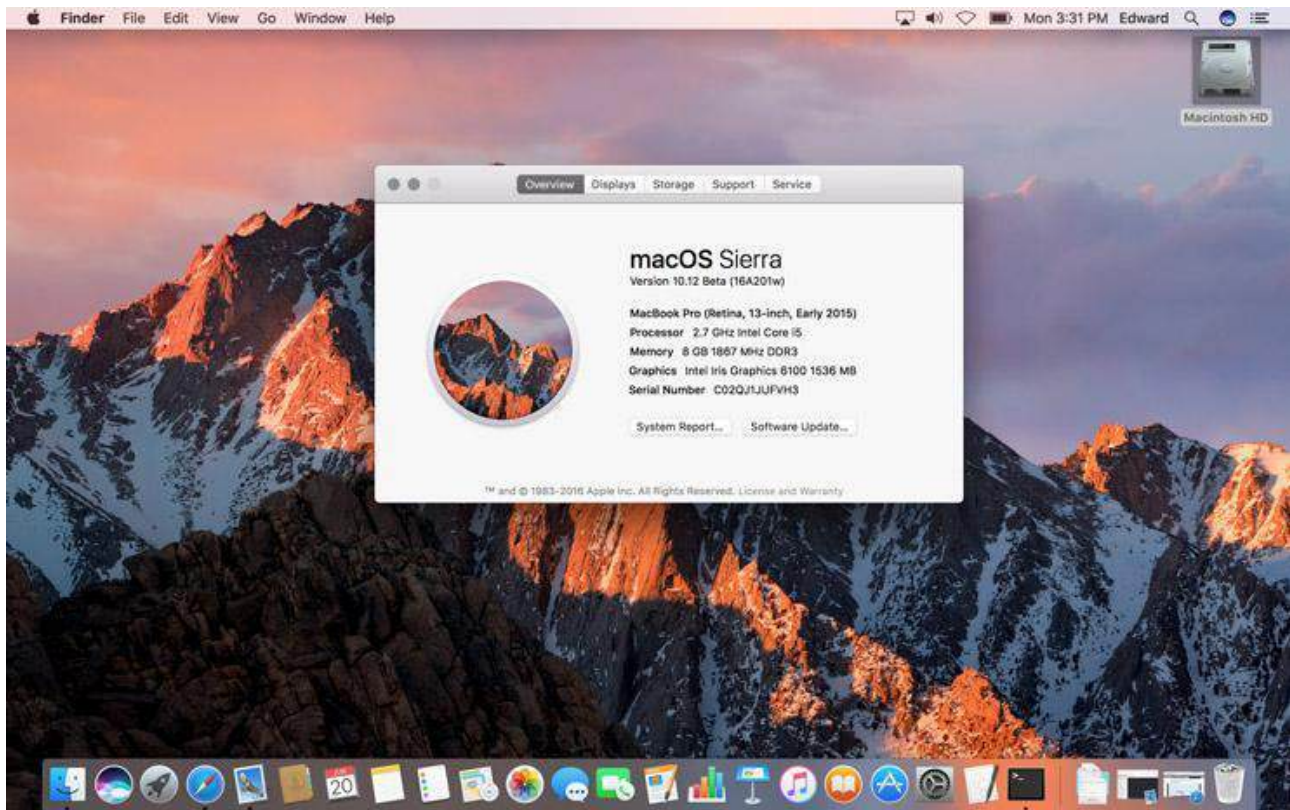 Finder File Edit View Go Window Help Mon 3:31 PM Edward
Macintosh HD
Overview Displays Storage Support Service
macOS Sierra
Version 10.12 Beta (16A201w)
MacBook Pro (Retina, 13-inch, Early 2015)
Processor 2.7 GHz Intel Core i5
Memory 8 GB 1867 MHz DDR3
Graphics Intel Iris Graphics 6100 1536 MB
Serial Number C02QJ1JUFVH3
System Report... Software Update...
™ and © 1983-2016 Apple Inc. All Rights Reserved. License and Warranty
20